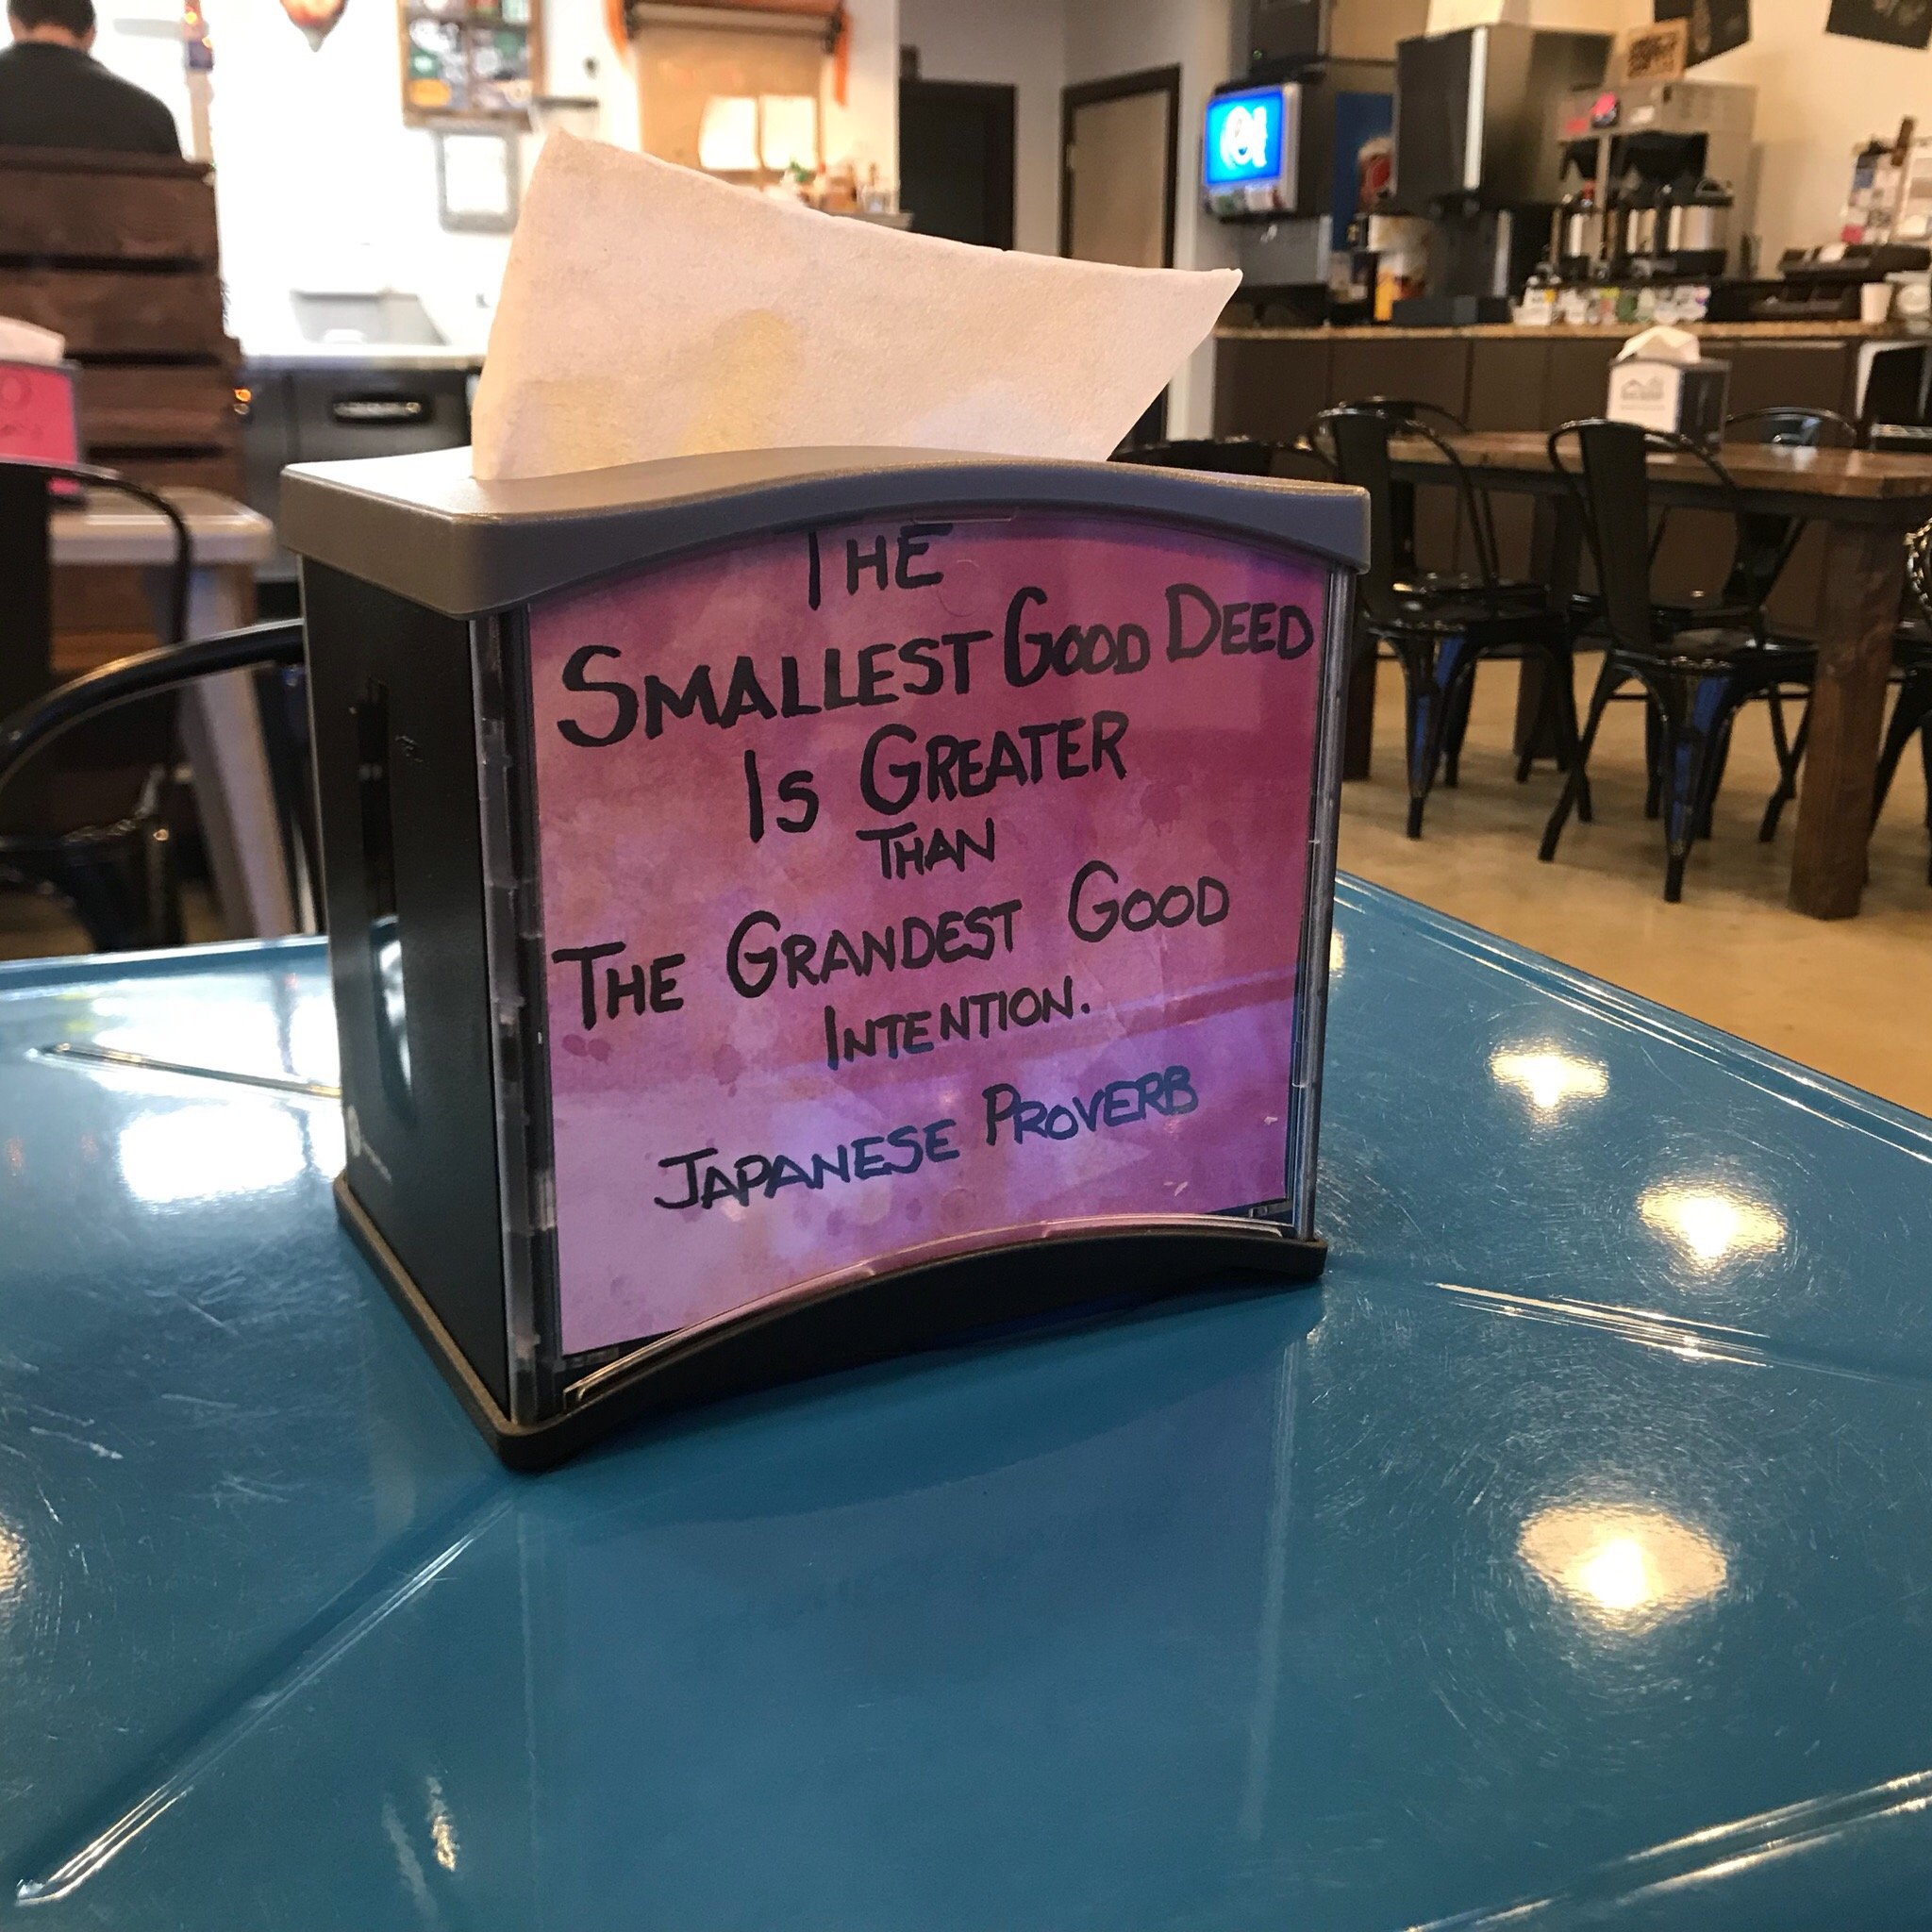 THE
SMALLEST GOOD DEED
IS GREATER
THAN
THE GRANDEST GOOD
INTENTION.
JAPANESE PROVERB